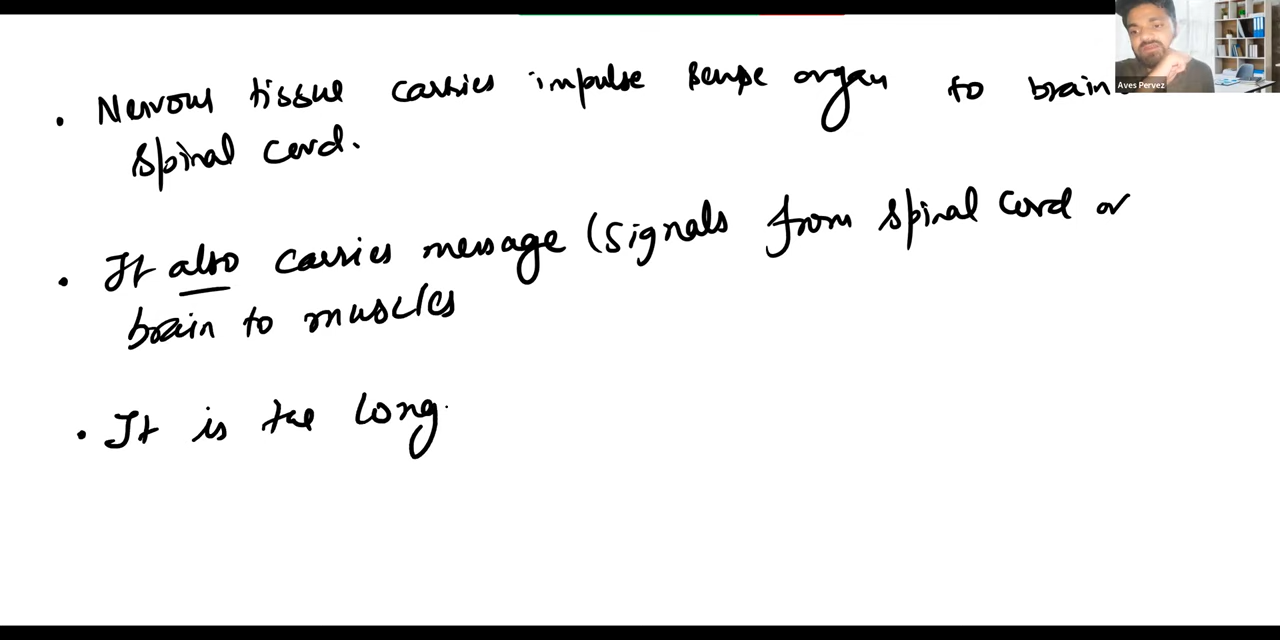 Aves Pervez
• Nervous tissue carries impulse sense organ to brain
spinal cord.
• It also carries message (signals from spinal cord or
brain to muscles
• It is the long